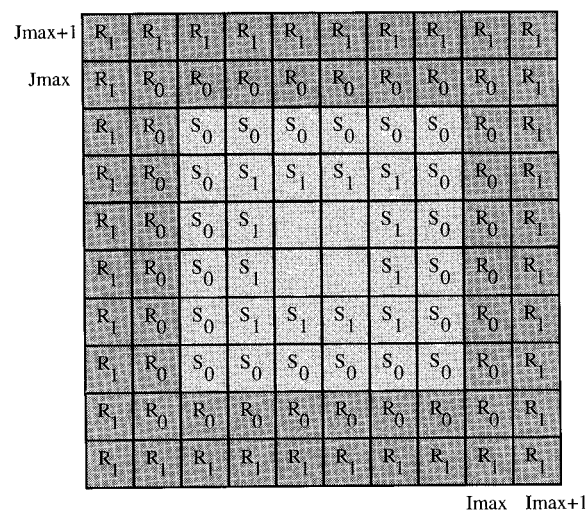 Jmax+1 R1 R1 R1 R1 R1 R1 R1 R1 R1 R1
Jmax R1 R0 R0 R0 R0 R0 R0 R0 R0 R1
R1 R0 S0 S0 S0 S0 S0 S0 R0 R1
R1 R0 S0 S1 S1 S1 S1 S0 R0 R1
R1 R0 S0 S1 S1 S0 R0 R1
R1 R0 S0 S1 S1 S0 R0 R1
R1 R0 S0 S1 S1 S1 S1 S0 R0 R1
R1 R0 S0 S0 S0 S0 S0 S0 R0 R1
R1 R0 R0 R0 R0 R0 R0 R0 R0 R1
R1 R1 R1 R1 R1 R1 R1 R1 R1 R1
Imax Imax+1